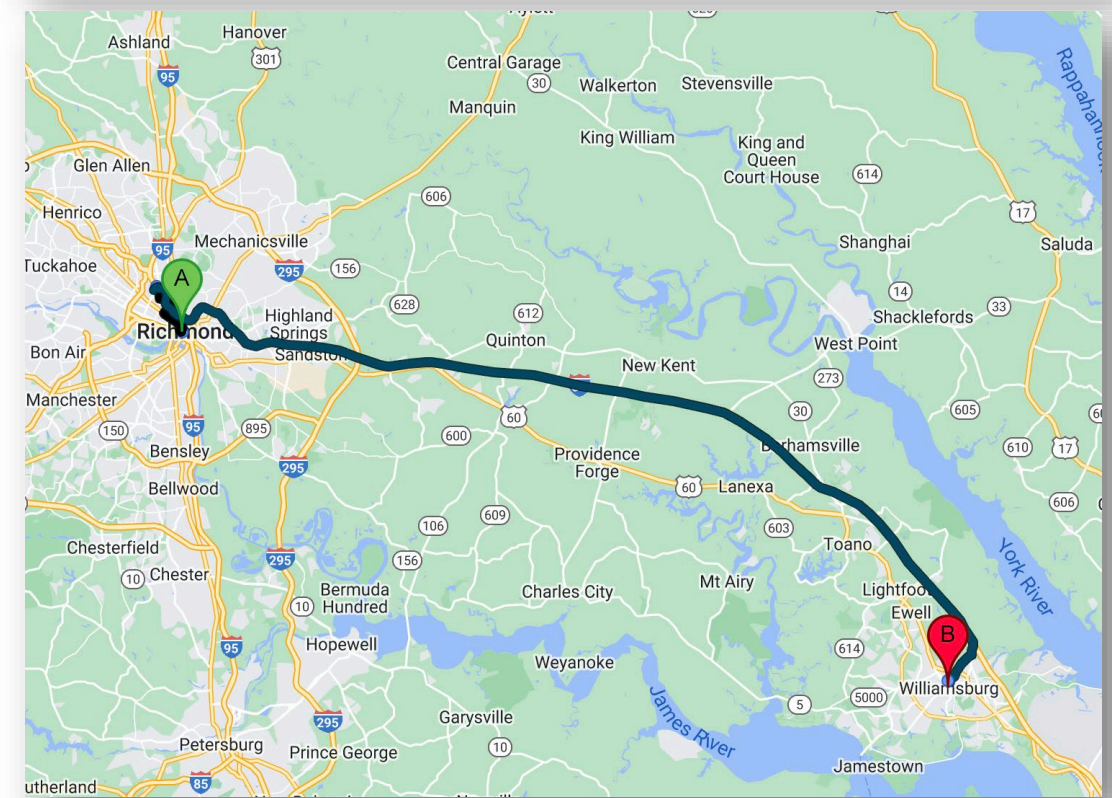 Ashland
Hanover
301
95
Central Garage
30
Walkerton
Stevensville
Manquin
King William
King and
Queen
Court House
614
Glen Allen
606
Henrico
17
95
Mechanicsville
Shanghai
Saluda
Tuckahoe
295
156
A
628
14
33
Highland
Springs
612
Shacklefords
Richmond
Sandston
Quinton
West Point
Bon Air
New Kent
273
Manchester
60
30
605
150
95
895
600
Barhamsville
610
17
Bensley
Providence
Forge
295
60
Lanexa
Bellwood
606
106
609
603
Chesterfield
295
156
Toano
10
Chester
York River
Bermuda
Hundred
Charles City
Mt Airy
Lightfoot
10
Ewell
B
95
Hopewell
614
Weyanoke
Williamsburg
5000
5
295
Garysville
James River
Petersburg
Prince George
10
Jamestown
85
utherland